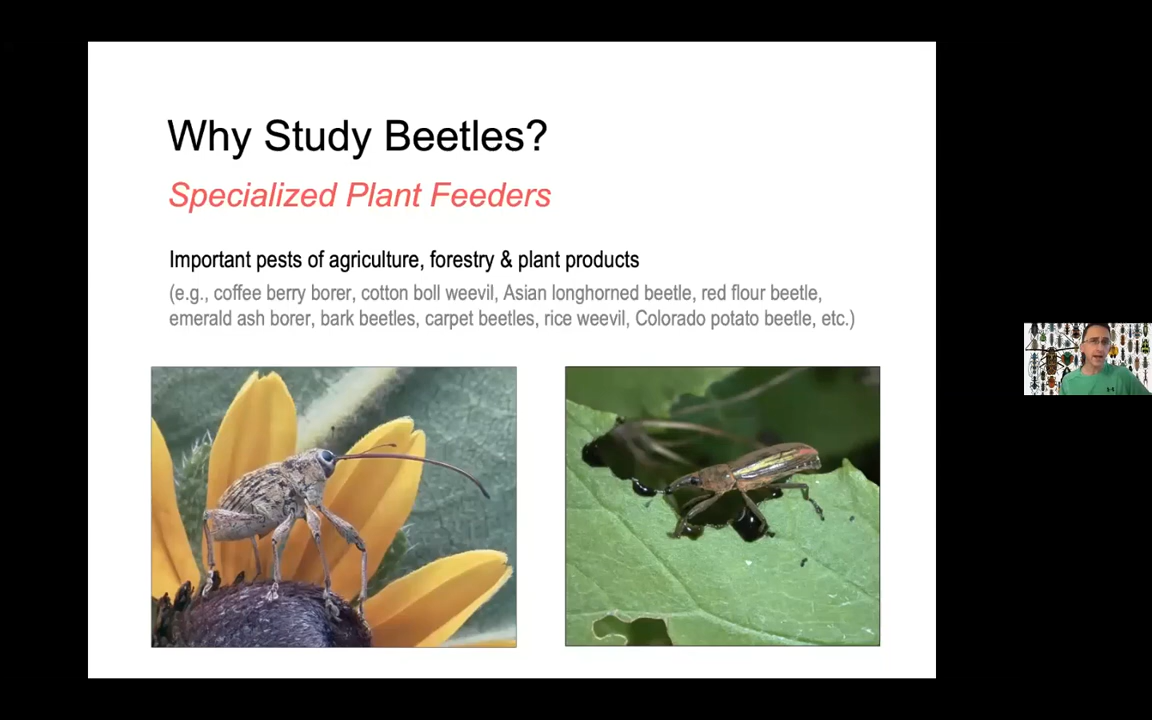 Why Study Beetles?
Specialized Plant Feeders
Important pests of agriculture, forestry & plant products
(e.g., coffee berry borer, cotton boll weevil, Asian longhorned beetle, red flour beetle,
emerald ash borer, bark beetles, carpet beetles, rice weevil, Colorado potato beetle, etc.)